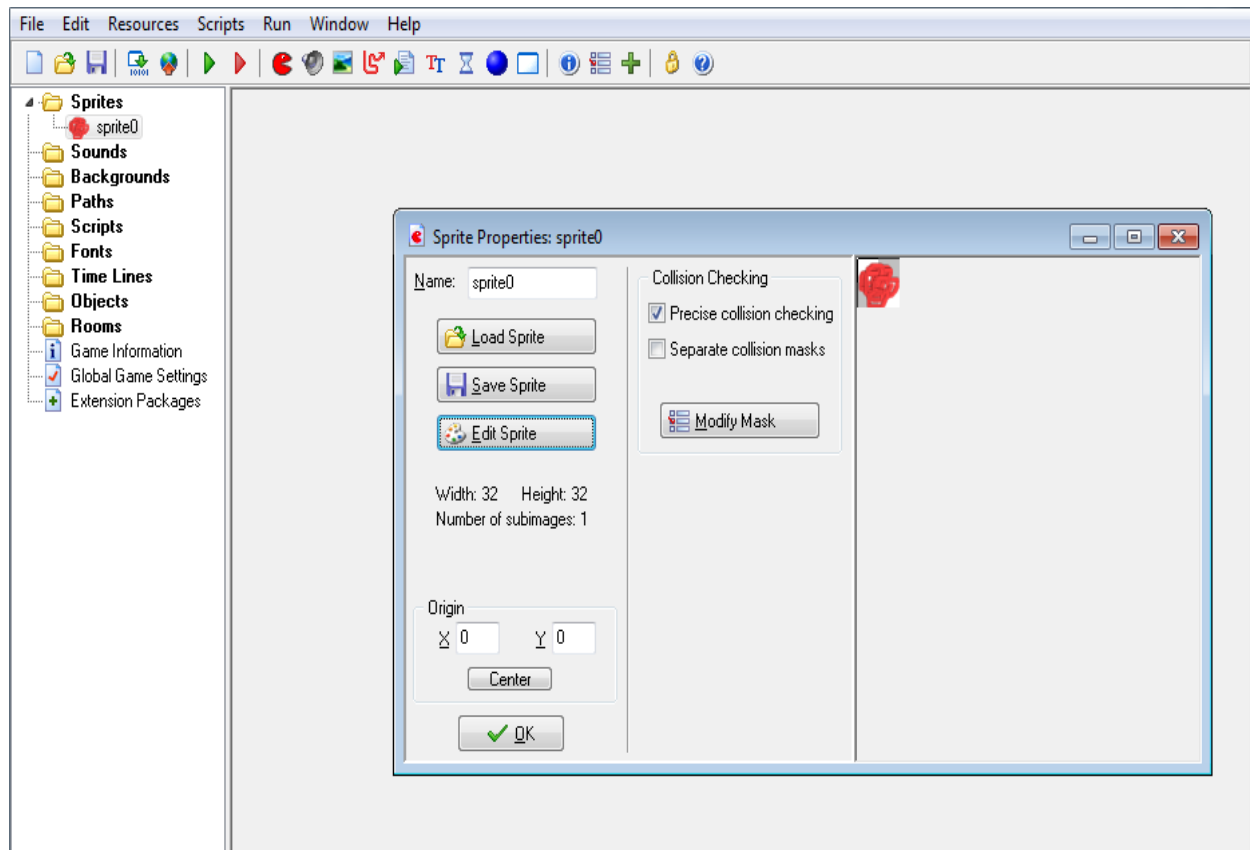 File Edit Resources Scripts Run Window Help
Sprites
sprite0
Sounds
Backgrounds
Paths
Scripts
Fonts
Time Lines
Objects
Rooms
Game Information
Global Game Settings
Extension Packages
Sprite Properties: sprite0
Name: sprite0
Load Sprite
Save Sprite
Edit Sprite
Width: 32 Height: 32
Number of subimages: 1
Origin
X 0 Y 0
Center
OK
Collision Checking
Precise collision checking
Separate collision masks
Modify Mask